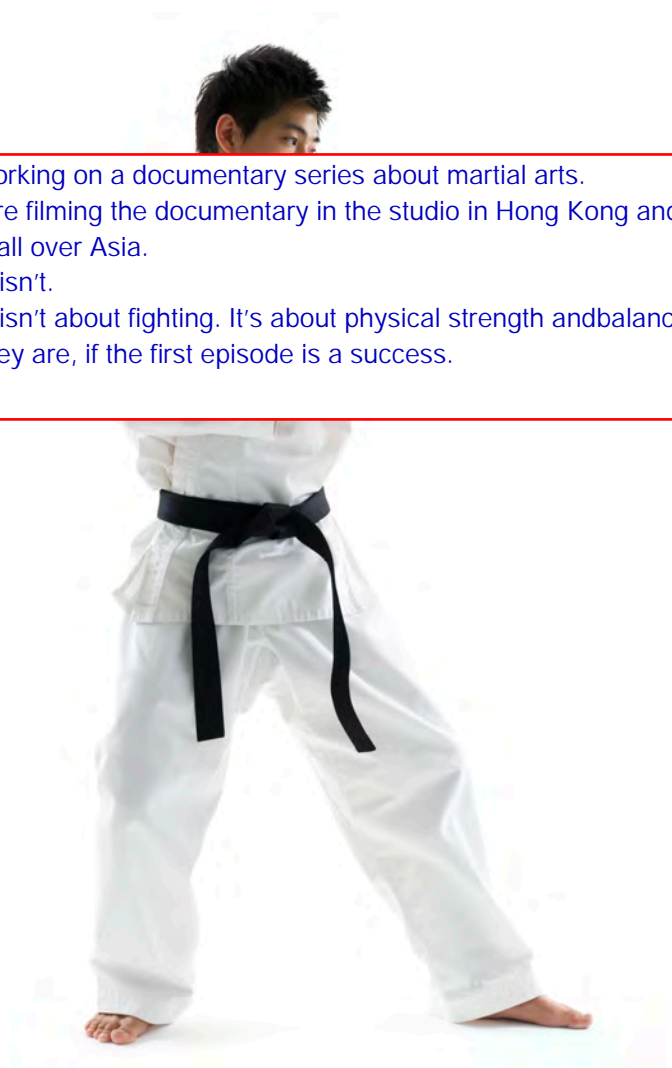 orking on a documentary series about martial arts.
re filming the documentary in the studio in Hong Kong and
all over Asia.
isn't.
isn't about fighting. It's about physical strength andbalanc
ey are, if the first episode is a success.